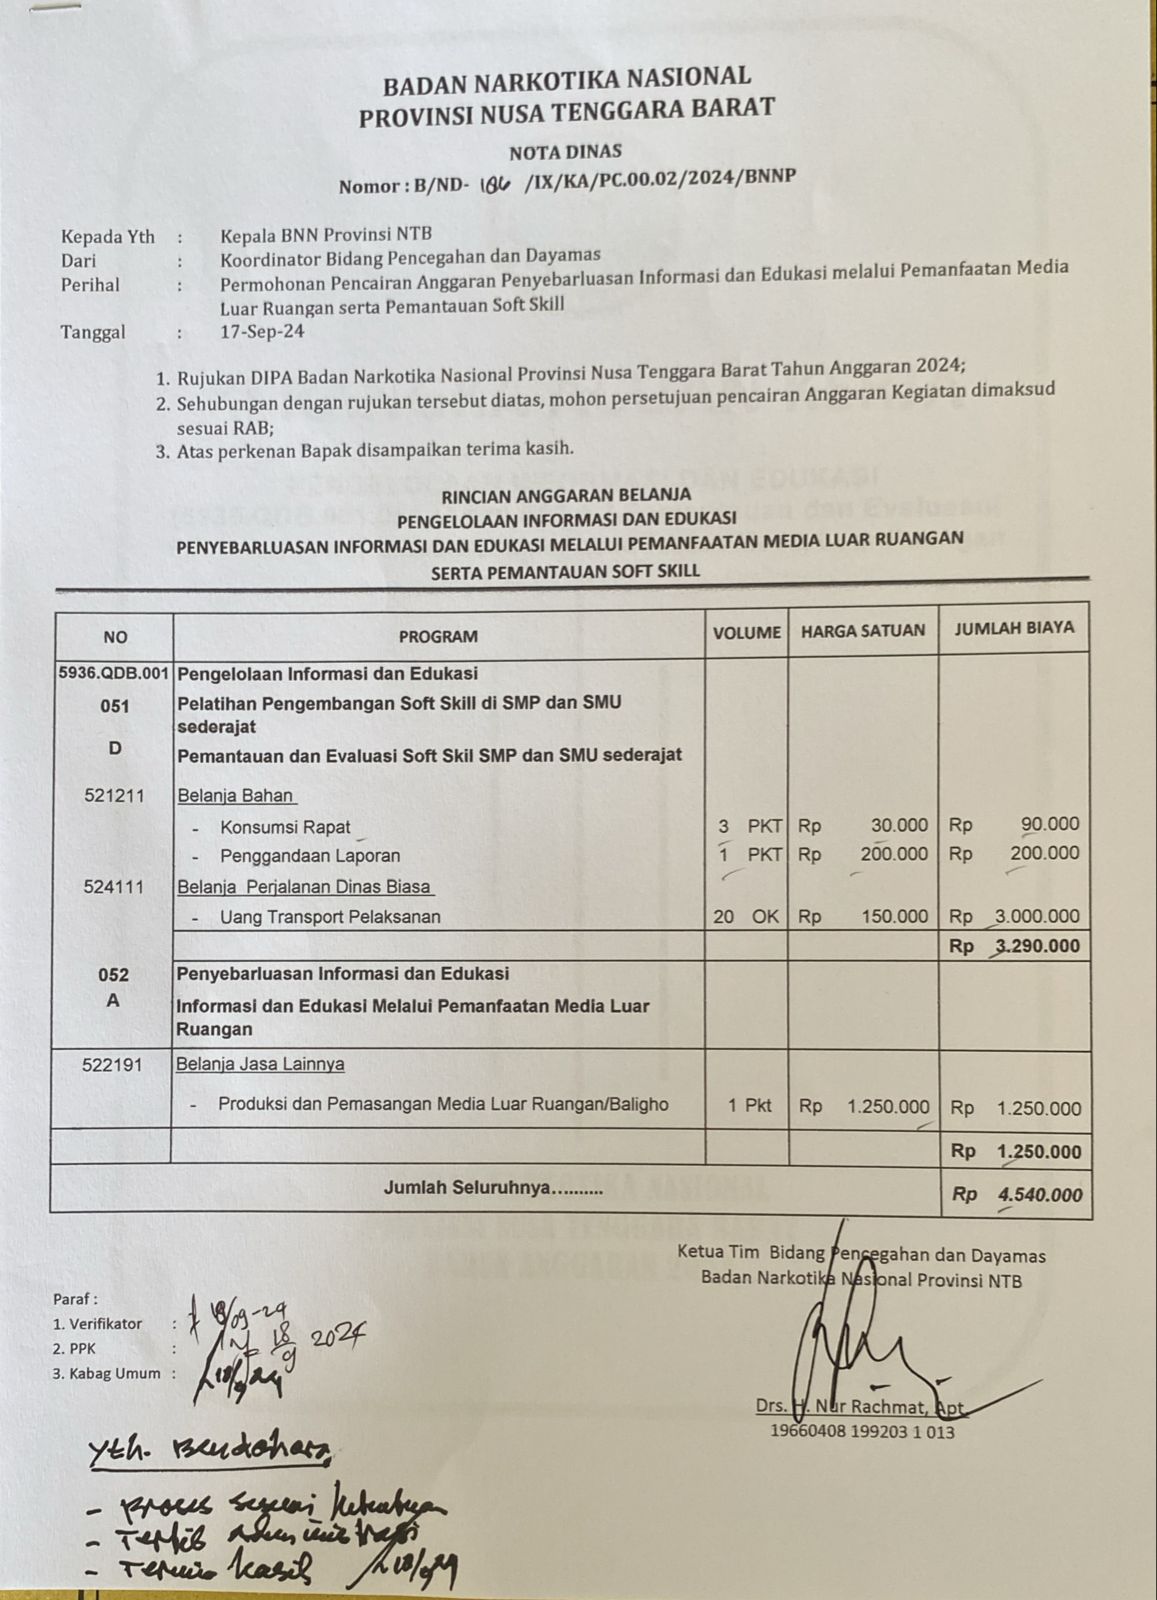 BADAN NARKOTIKA NASIONAL
PROVINSI NUSA TENGGARA BARAT
NOTA DINAS
Nomor : B/ND- 186 /IX/KA/PC.00.02/2024/BNNP
Kepada Yth : Kepala BNN Provinsi NTB
Dari : Koordinator Bidang Pencegahan dan Dayamas
Perihal : Permohonan Pencairan Anggaran Penyebarluasan Informasi dan Edukasi melalui Pemanfaatan Media
Luar Ruangan serta Pemantauan Soft Skill
Tanggal : 17-Sep-24
1. Rujukan DIPA Badan Narkotika Nasional Provinsi Nusa Tenggara Barat Tahun Anggaran 2024;
2. Sehubungan dengan rujukan tersebut diatas, mohon persetujuan pencairan Anggaran Kegiatan dimaksud
sesuai RAB;
3. Atas perkenan Bapak disampaikan terima kasih.
RINCIAN ANGGARAN BELANJA
PENGELOLAAN INFORMASI DAN EDUKASI
PENYEBARLUASAN INFORMASI DAN EDUKASI MELALUI PEMANFAATAN MEDIA LUAR RUANGAN
SERTA PEMANTAUAN SOFT SKILL
NO PROGRAM VOLUME HARGA SATUAN JUMLAH BIAYA
5936.QDB.001 Pengelolaan Informasi dan Edukasi
051 Pelatihan Pengembangan Soft Skill di SMP dan SMU
sederajat
D Pemantauan dan Evaluasi Soft Skil SMP dan SMU sederajat
521211 Belanja Bahan
- Konsumsi Rapat 3 PKT Rp 30.000 Rp 90.000
- Penggandaan Laporan 1 PKT Rp 200.000 Rp 200.000
524111 Belanja Perjalanan Dinas Biasa
- Uang Transport Pelaksanan 20 OK Rp 150.000 Rp 3.000.000
Rp 3.290.000
052 Penyebarluasan Informasi dan Edukasi
A Informasi dan Edukasi Melalui Pemanfaatan Media Luar
Ruangan
522191 Belanja Jasa Lainnya
- Produksi dan Pemasangan Media Luar Ruangan/Baligho 1 Pkt Rp 1.250.000 Rp 1.250.000
Rp 1.250.000
Jumlah Seluruhnya.......... Rp 4.540.000
Ketua Tim Bidang Pencegahan dan Dayamas
Badan Narkotika Nasional Provinsi NTB
Paraf :
1. Verifikator : 18/09-24
2. PPK : 18/9 2024
3. Kabag Umum : 18/9/24
Drs. H. Nur Rachmat, Apt
19660408 199203 1 013
Yth. Bendahara
- Proses sesuai ketentuan
- Tertib administrasi
- Terima kasih 18/9/24